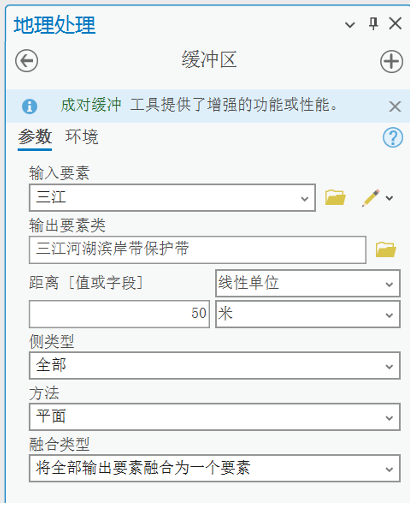 地理处理
缓冲区
成对缓冲 工具提供了增强的功能或性能。
参数 环境
输入要素
三江
输出要素类
三江河湖滨岸带保护带
距离 [值或字段] 线性单位
50 米
侧类型
全部
方法
平面
融合类型
将全部输出要素融合为一个要素